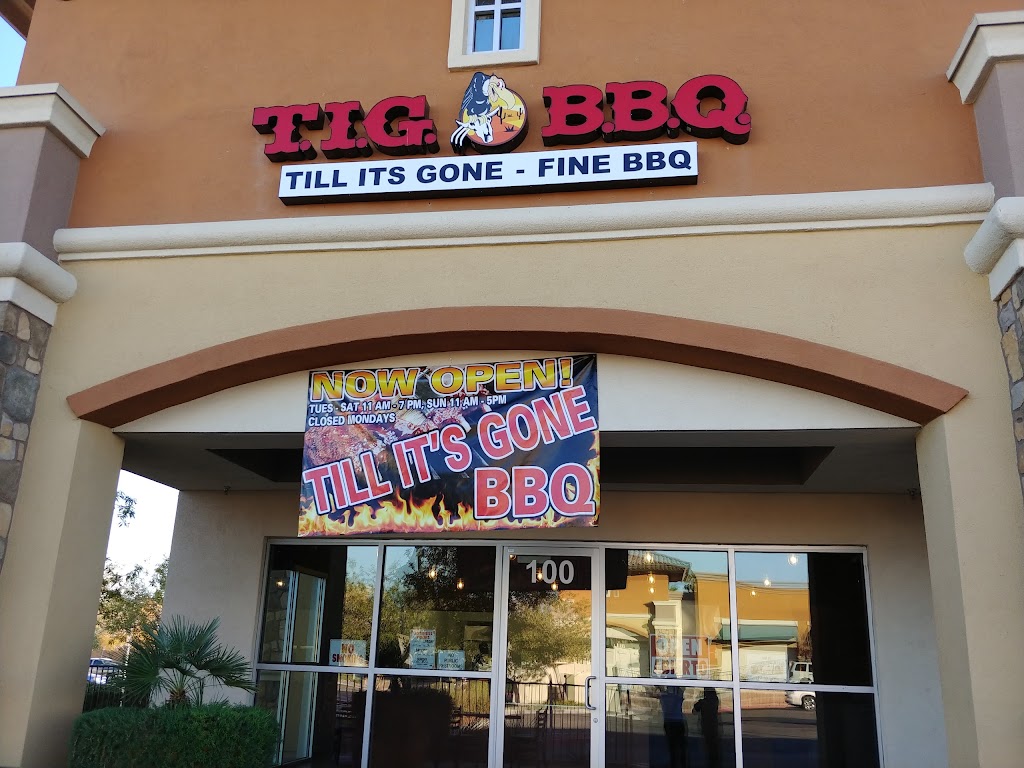 T.I.G. B.B.Q.
TILL ITS GONE - FINE BBQ
NOW OPEN!
TUES - SAT 11 AM - 7 PM, SUN 11 AM - 5PM
CLOSED MONDAYS
TILL IT'S GONE
BBQ
100
NO